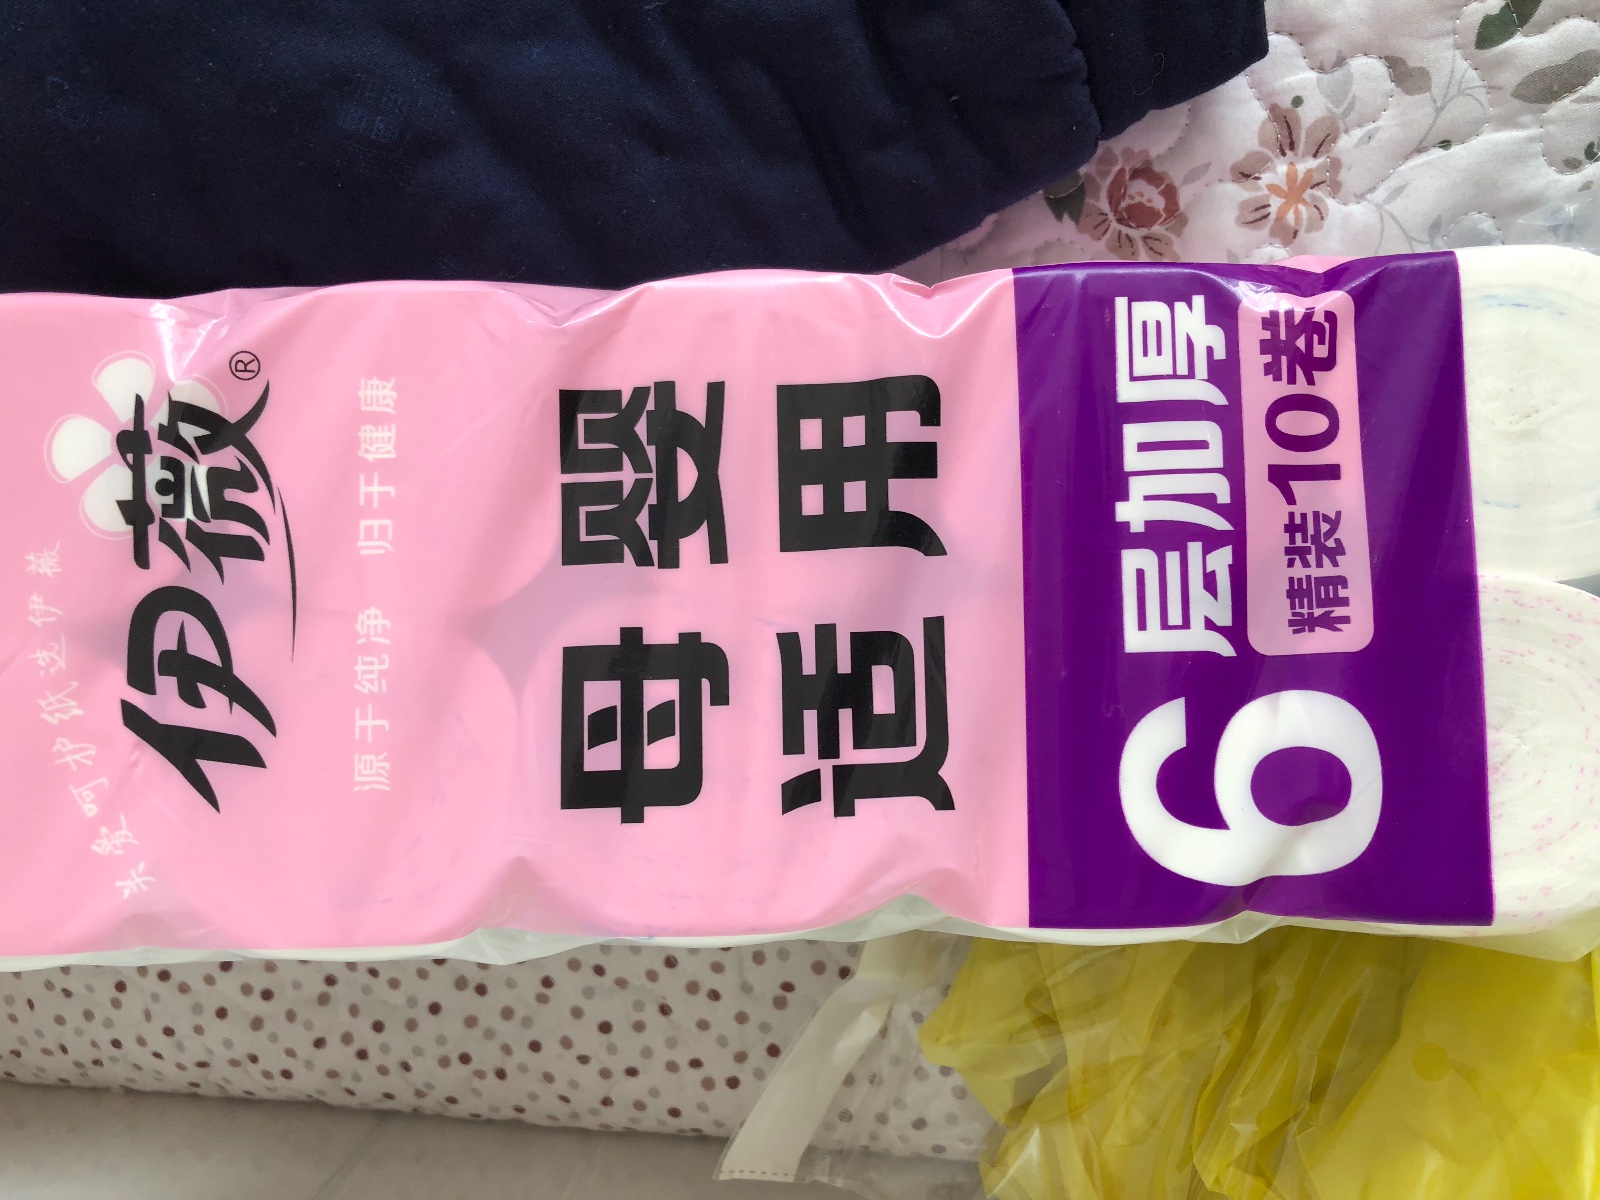 关爱呵护纸选伊薇
伊薇®
源于纯净 归于健康
母婴
适用
6层加厚
精装10卷